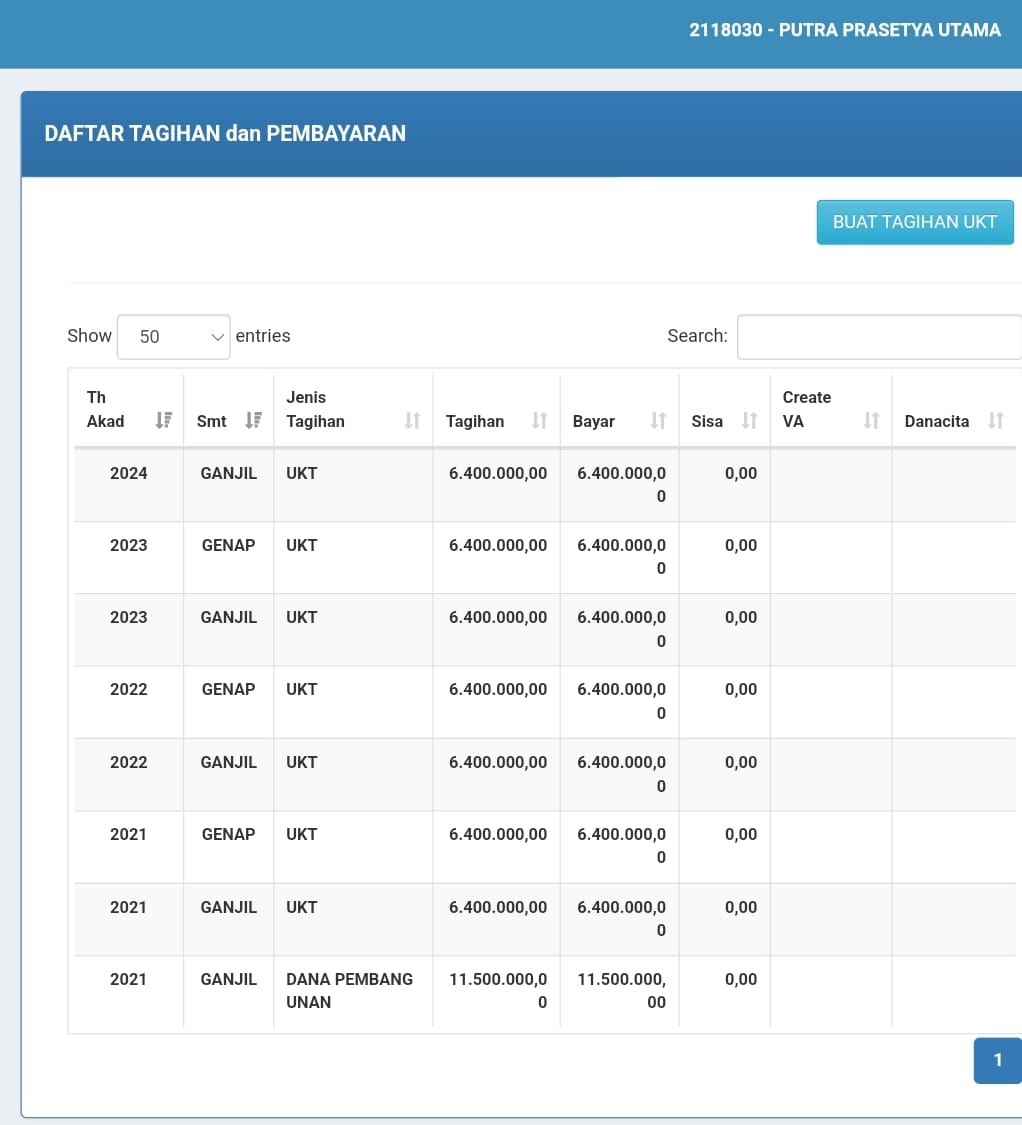 2118030 - PUTRA PRASETYA UTAMA
DAFTAR TAGIHAN dan PEMBAYARAN
BUAT TAGIHAN UKT
Show 50 entries Search:
Th Akad Smt Jenis Tagihan Tagihan Bayar Sisa Create VA Danacita
2024 GANJIL UKT 6.400.000,00 6.400.000,00 0,00
2023 GENAP UKT 6.400.000,00 6.400.000,00 0,00
2023 GANJIL UKT 6.400.000,00 6.400.000,00 0,00
2022 GENAP UKT 6.400.000,00 6.400.000,00 0,00
2022 GANJIL UKT 6.400.000,00 6.400.000,00 0,00
2021 GENAP UKT 6.400.000,00 6.400.000,00 0,00
2021 GANJIL UKT 6.400.000,00 6.400.000,00 0,00
2021 GANJIL DANA PEMBANGUNAN 11.500.000,00 11.500.000,00 0,00
1